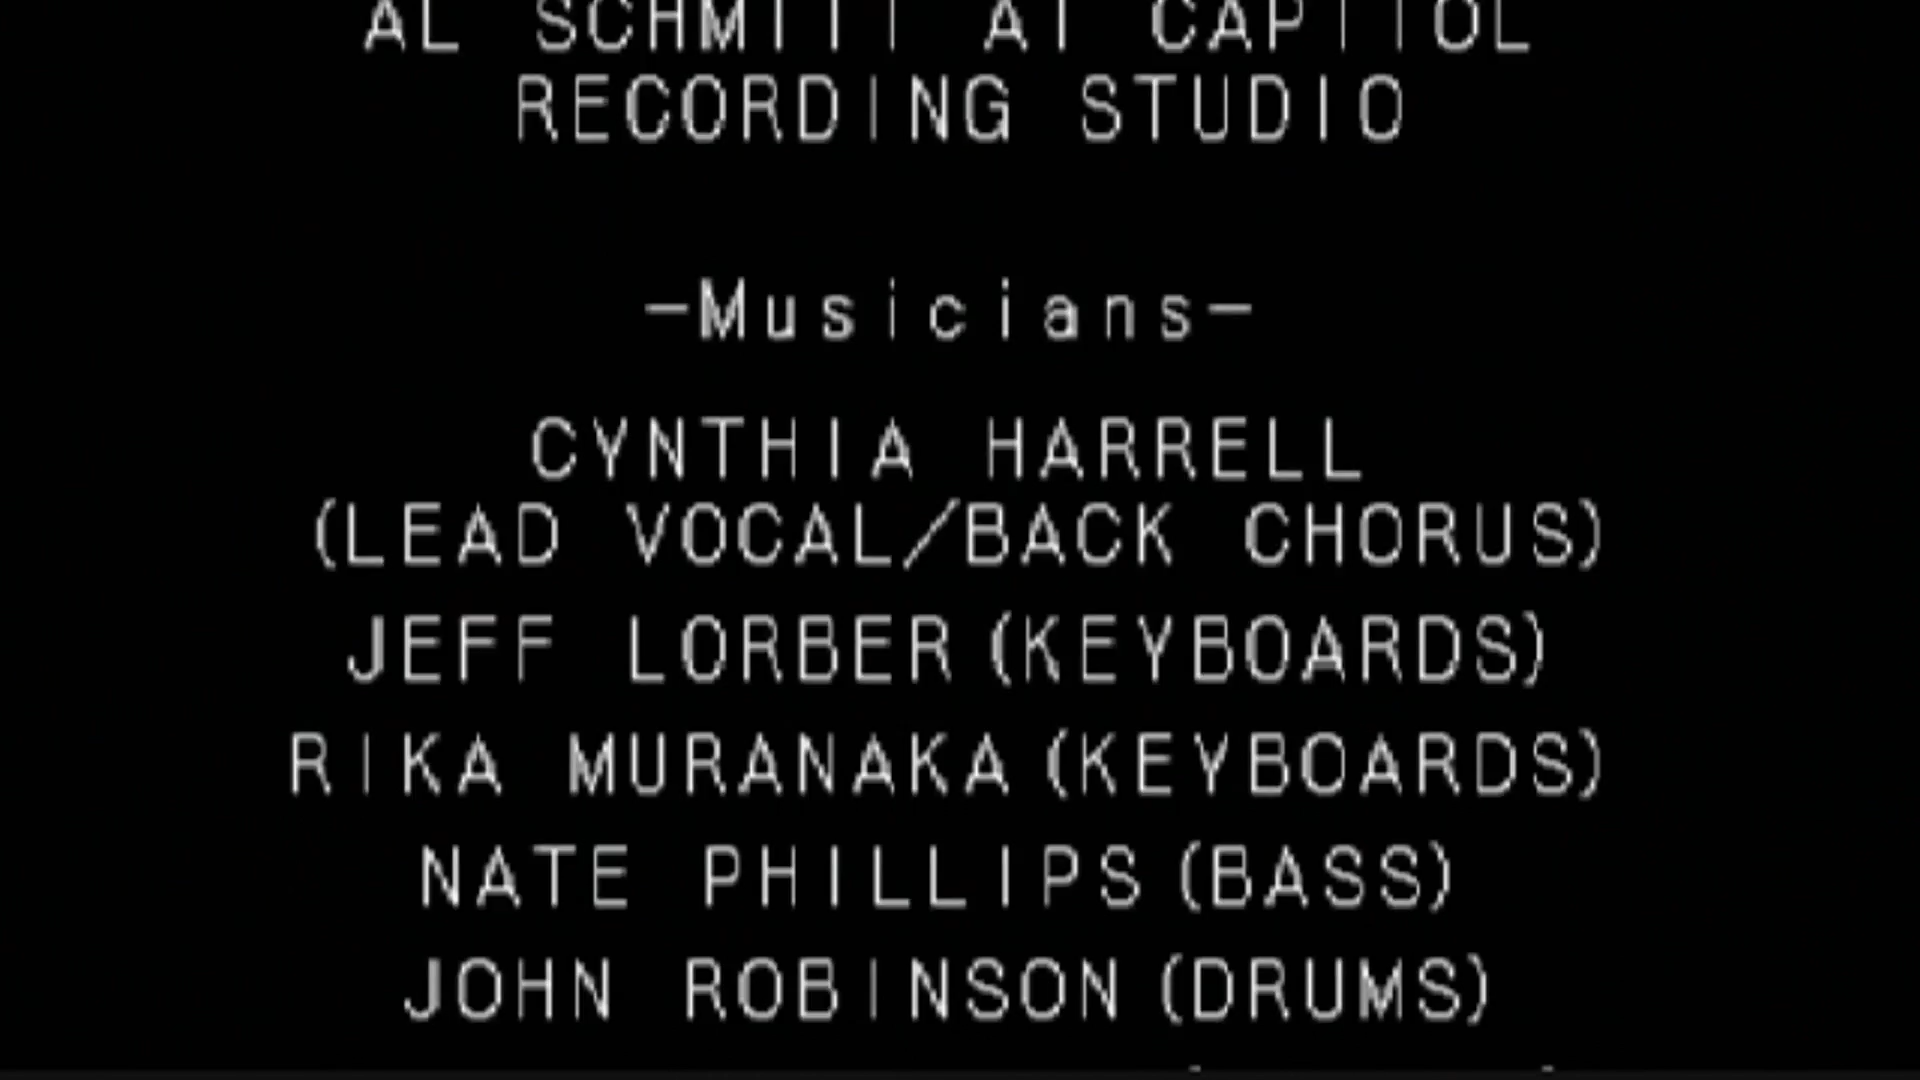 AL SCHMITT AT CAPITOL
RECORDING STUDIO
—Musicians—
CYNTHIA HARRELL
(LEAD VOCAL/BACK CHORUS)
JEFF LORBER (KEYBOARDS)
RIKA MURANAKA (KEYBOARDS)
NATE PHILLIPS (BASS)
JOHN ROBINSON (DRUMS)